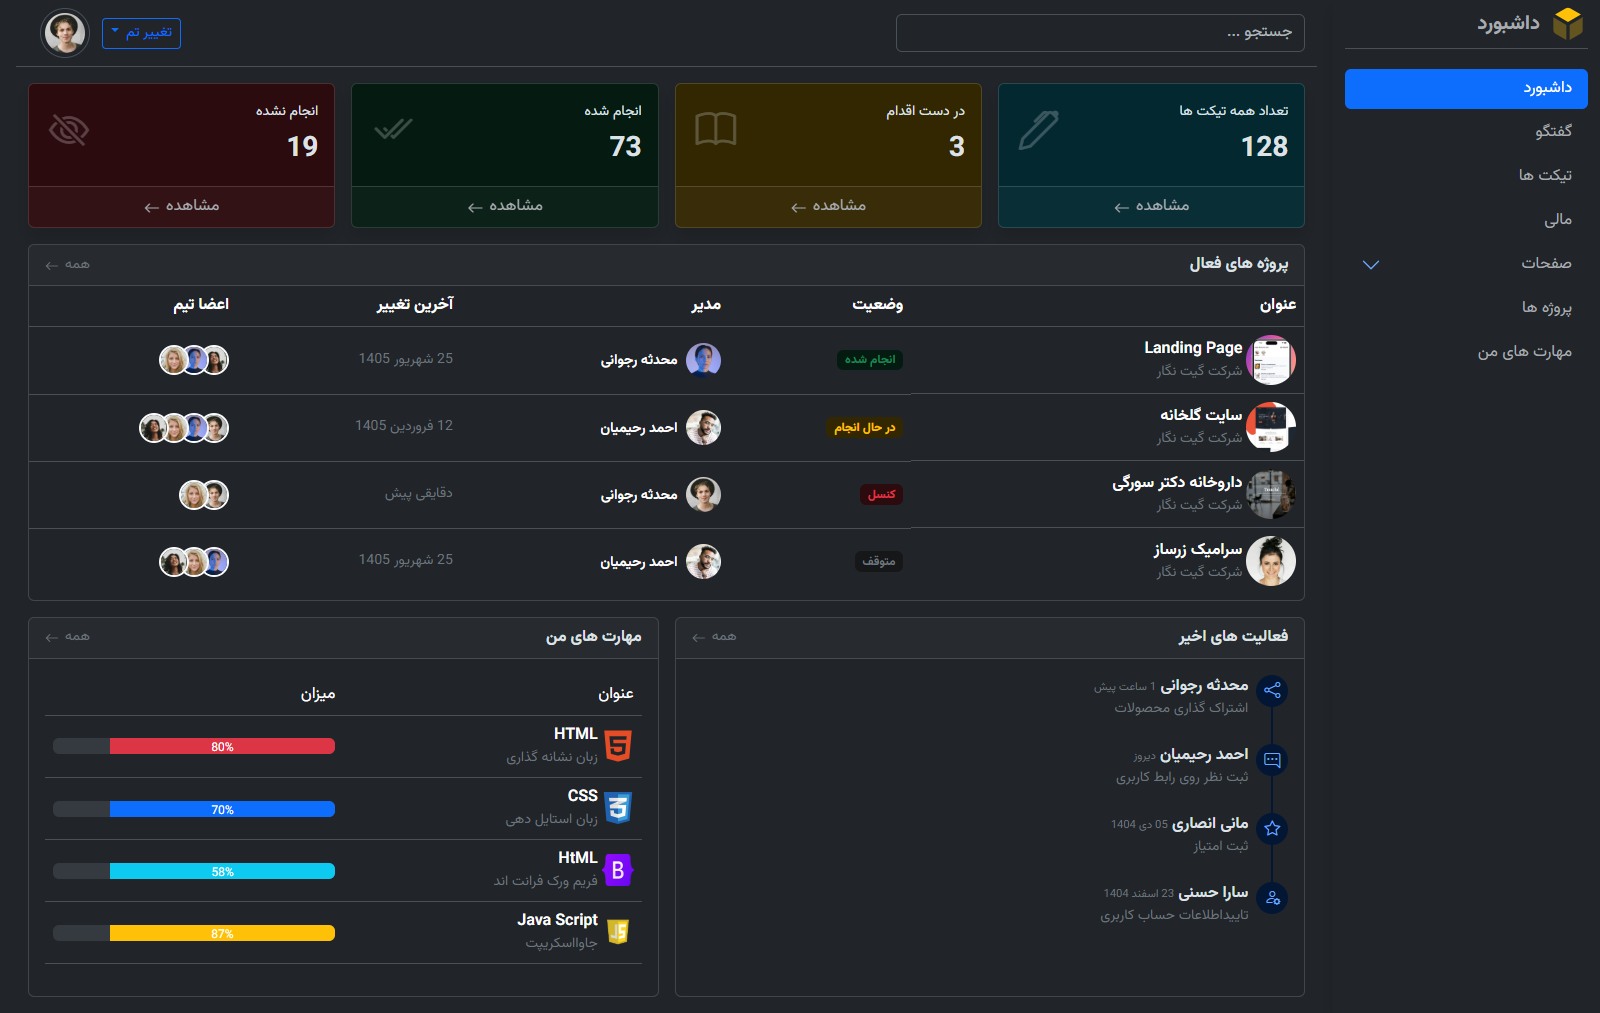 داشبورد
داشبورد
گفتگو
تیکت ها
مالی
صفحات
پروژه ها
مهارت های من
جستجو ...
تغییر تم
تعداد همه تیکت ها
128
مشاهده
در دست اقدام
3
مشاهده
انجام شده
73
مشاهده
انجام نشده
19
مشاهده
پروژه های فعال همه
عنوان وضعیت مدیر آخرین تغییر اعضا تیم
Landing Page
شرکت گیت نگار
انجام شده محدثه رجوانی 25 شهریور 1405
سایت گلخانه
شرکت گیت نگار
در حال انجام احمد رحیمیان 12 فروردین 1405
داروخانه دکتر سورگی
شرکت گیت نگار
کنسل محدثه رجوانی دقایقی پیش
سرامیک زرساز
شرکت گیت نگار
متوقف احمد رحیمیان 25 شهریور 1405
فعالیت های اخیر همه
محدثه رجوانی 1 ساعت پیش
اشتراک گذاری محصولات
احمد رحیمیان دیروز
ثبت نظر روی رابط کاربری
مانی انصاری 05 دی 1404
ثبت امتیاز
سارا حسنی 23 اسفند 1404
تاییداطلاعات حساب کاربری
مهارت های من همه
عنوان میزان
HTML
زبان نشانه گذاری
80%
CSS
زبان استایل دهی
70%
HtML
فریم ورک فرانت اند
58%
Java Script
جاوااسکریپت
87%